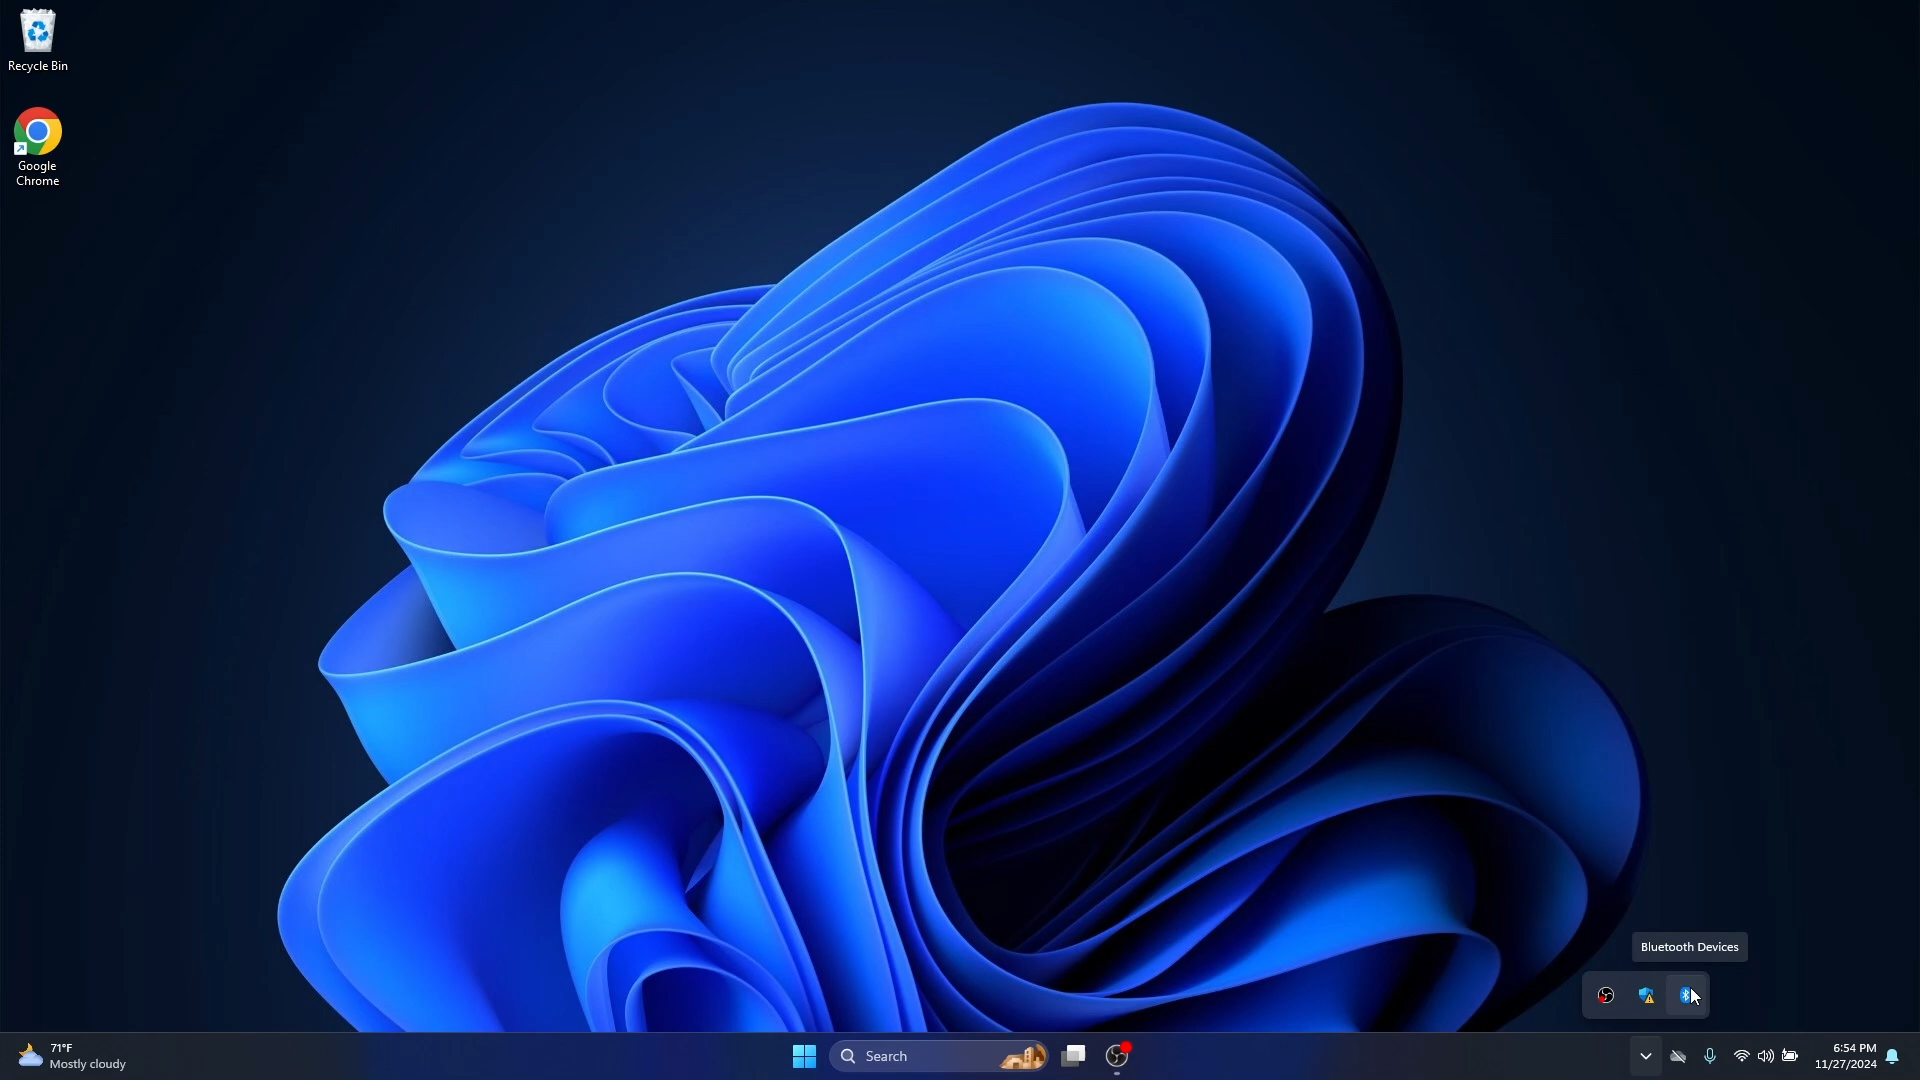 Recycle Bin
Google
Chrome
Bluetooth Devices
71°F
Mostly cloudy
Search
6:54 PM
11/27/2024